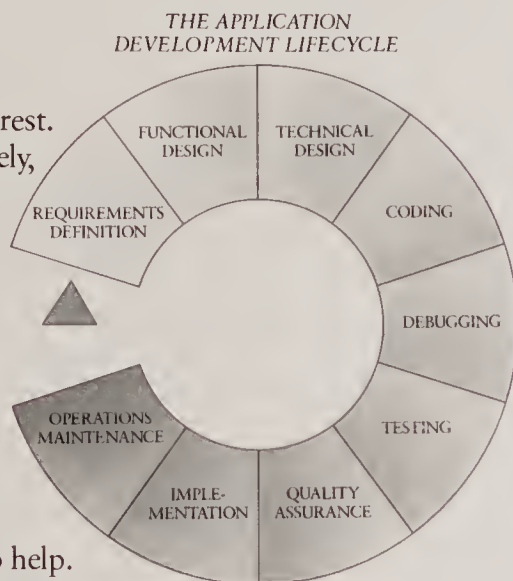 THE APPLICATION
DEVELOPMENT LIFECYCLE
rest.
ely,
FUNCTIONAL
DESIGN
TECHNICAL
DESIGN
REQUIREMENTS
DEFINITION
CODING
DEBUGGING
TESTING
QUALITY
ASSURANCE
IMPLE-
MENTATION
OPERATIONS
MAINTENANCE
help.